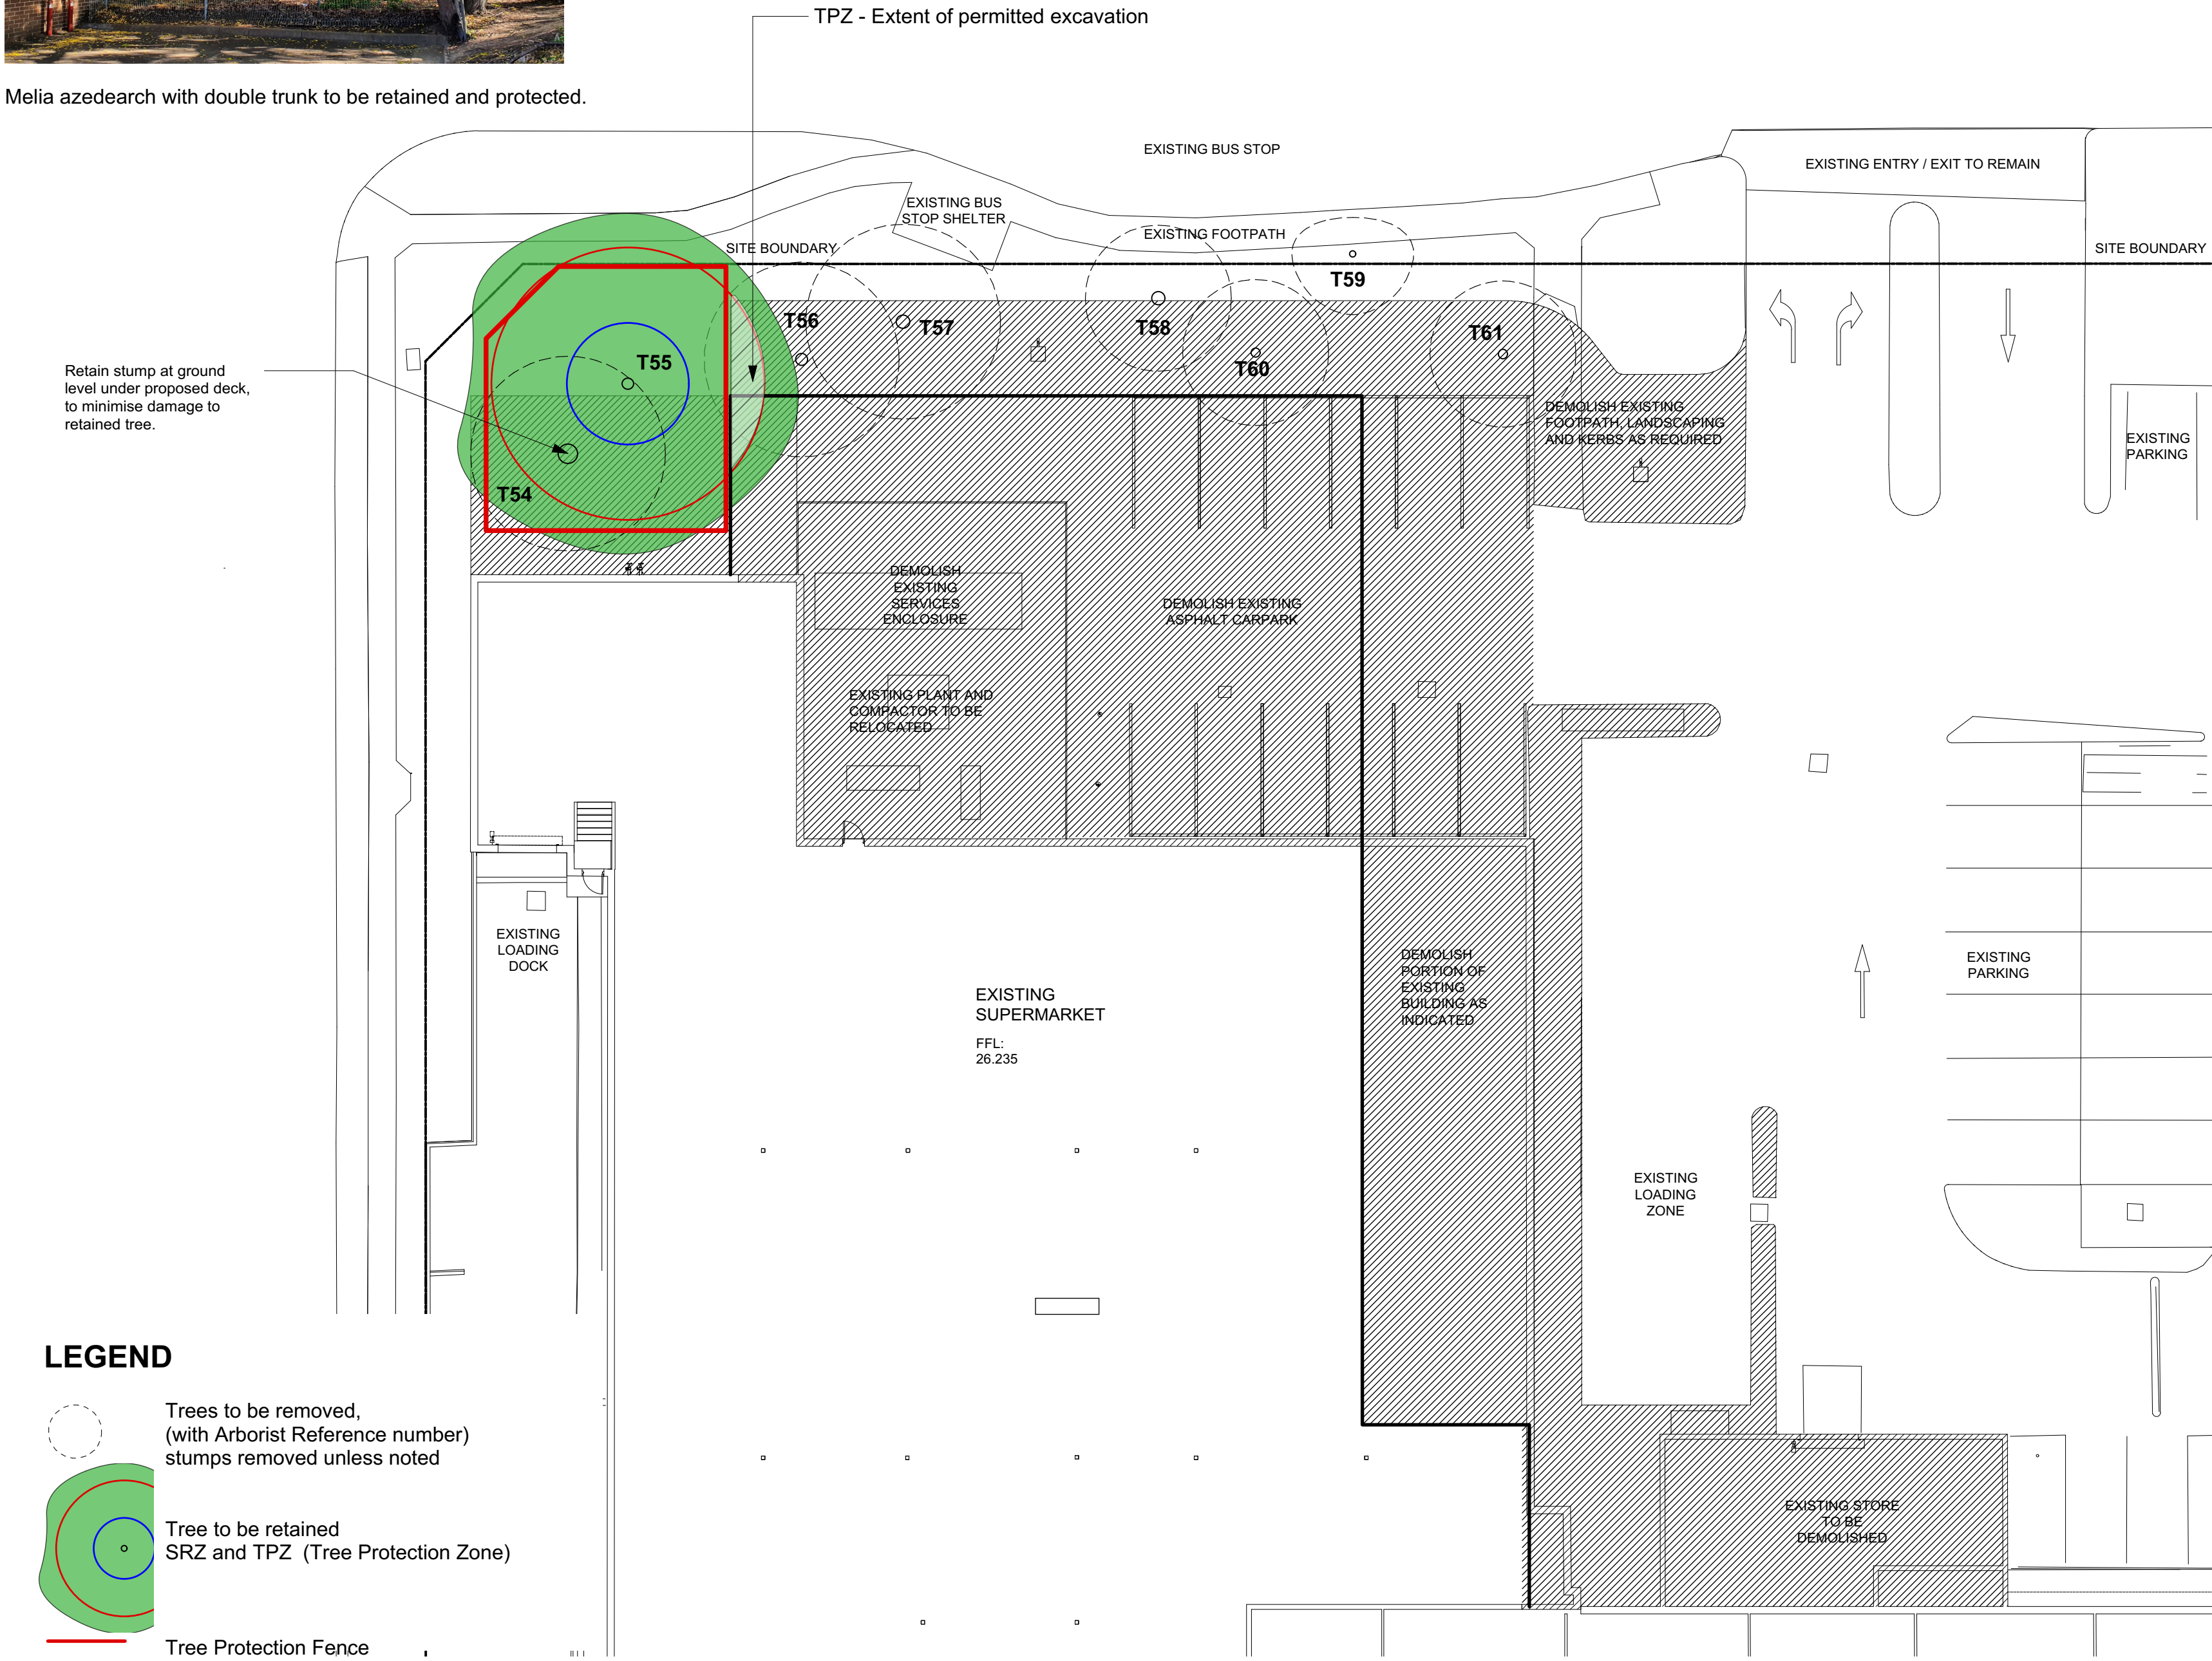 TPZ - Extent of permitted excavation
Melia azedearch with double trunk to be retained and protected.
EXISTING BUS STOP
EXISTING ENTRY / EXIT TO REMAIN
EXISTING BUS
STOP SHELTER
EXISTING FOOTPATH
SITE BOUNDARY
SITE BOUNDARY
T59
T56
T57
T58
T61
T55
T60
Retain stump at ground
level under proposed deck,
to minimise damage to
retained tree.
DEMOLISH EXISTING
FOOTPATH, LANDSCAPING
AND KERBS AS REQUIRED
EXISTING
PARKING
T54
DEMOLISH
EXISTING
SERVICES
ENCLOSURE
DEMOLISH EXISTING
ASPHALT CARPARK
EXISTING PLANT AND
COMPACTOR TO BE
RELOCATED
EXISTING
LOADING
DOCK
EXISTING
SUPERMARKET
FFL:
26.235
DEMOLISH
PORTION OF
EXISTING
BUILDING AS
INDICATED
EXISTING
PARKING
EXISTING
LOADING
ZONE
LEGEND
Trees to be removed,
(with Arborist Reference number)
stumps removed unless noted
Tree to be retained
SRZ and TPZ (Tree Protection Zone)
Tree Protection Fence
EXISTING STORE
TO BE
DEMOLISHED